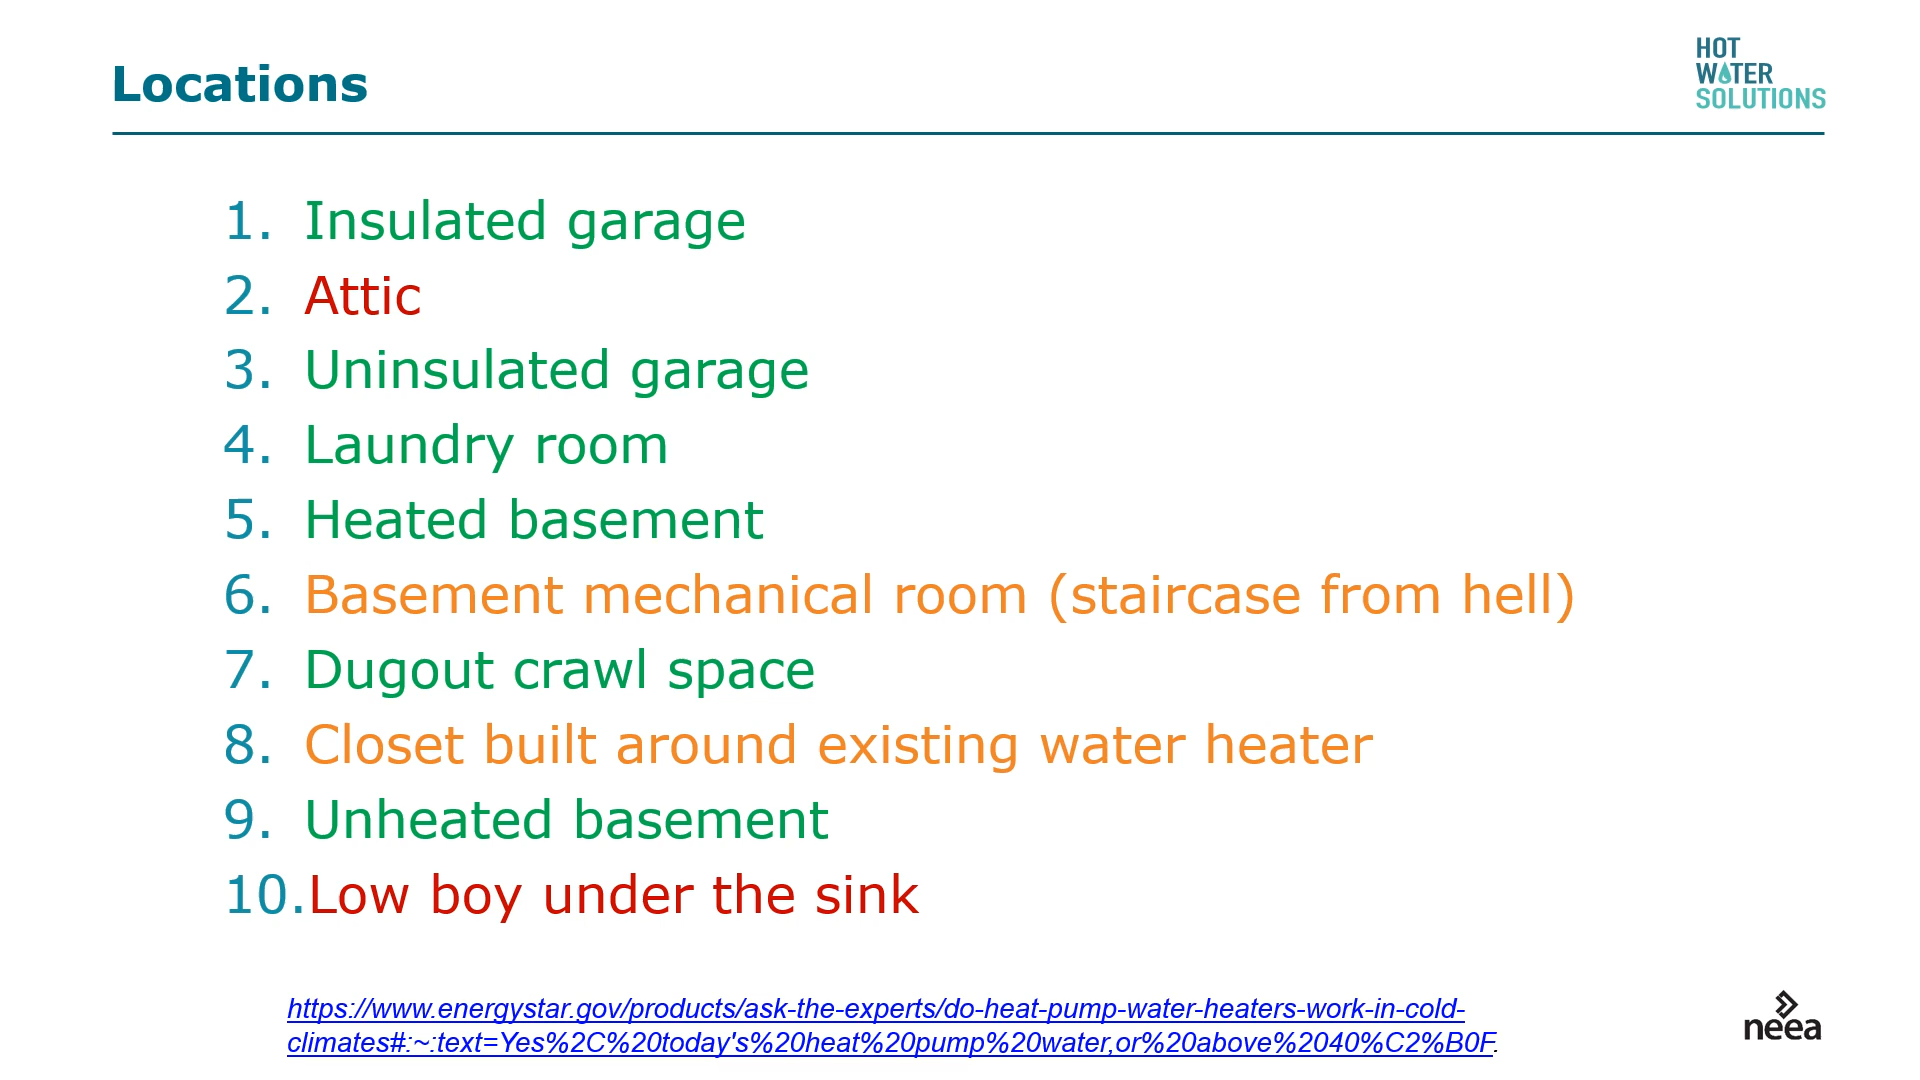 Locations
HOT
WATER
SOLUTIONS
1. Insulated garage
2. Attic
3. Uninsulated garage
4. Laundry room
5. Heated basement
6. Basement mechanical room (staircase from hell)
7. Dugout crawl space
8. Closet built around existing water heater
9. Unheated basement
10. Low boy under the sink
https://www.energystar.gov/products/ask-the-experts/do-heat-pump-water-heaters-work-in-cold-
climates#:~:text=Yes%2C%20today's%20heat%20pump%20water,or%20above%2040%C2%B0F.
neea